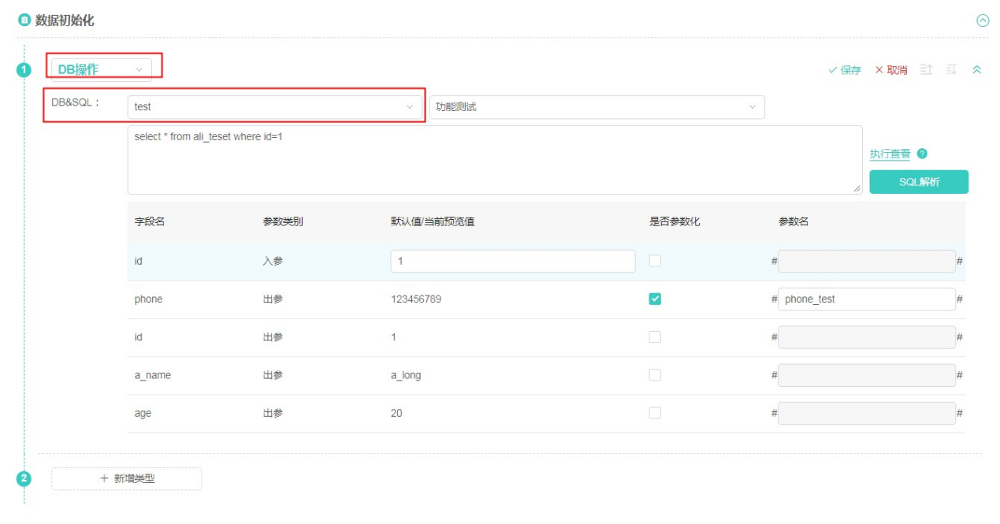 数据初始化
1 DB操作 保存 取消
DB&SQL： test 功能测试
select * from ali_teset where id=1
执行查看 ?
SQL解析
字段名 参数类别 默认值/当前预览值 是否参数化 参数名
id 入参 1 # #
phone 出参 123456789 # phone_test #
id 出参 1 # #
a_name 出参 a_long # #
age 出参 20 # #
2 + 新增类型